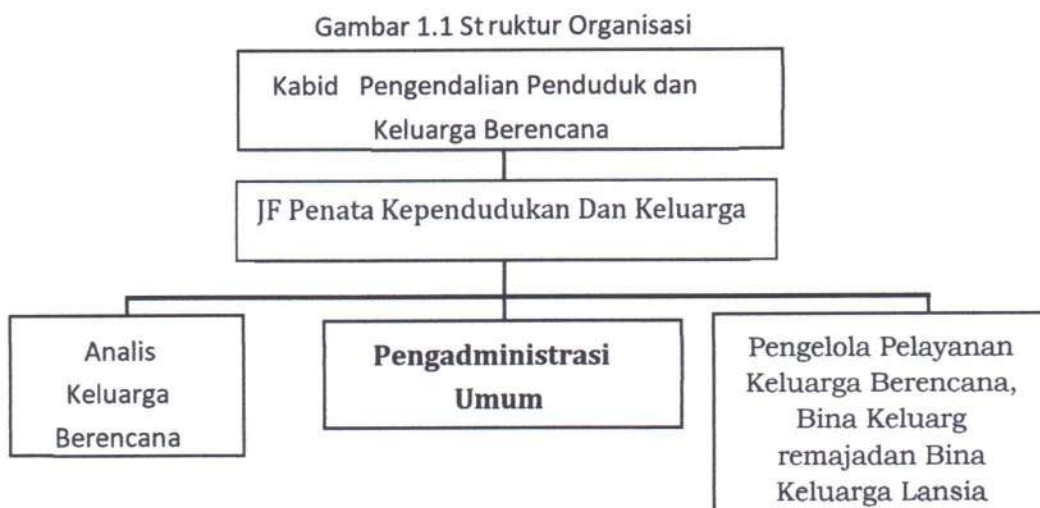 Gambar 1.1 St ruktur Organisasi
Kabid Pengendalian Penduduk dan
Keluarga Berencana
JF Penata Kependudukan Dan Keluarga
Analis
Keluarga
Berencana
Pengadministrasi
Umum
Pengelola Pelayanan
Keluarga Berencana,
Bina Keluarg
remajadan Bina
Keluarga Lansia